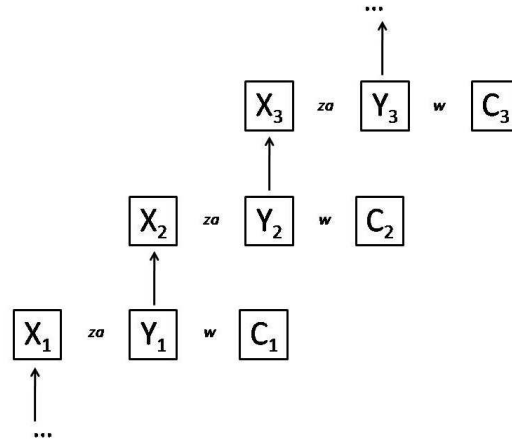 ...
X₃ za Y₃ w C₃
X₂ za Y₂ w C₂
X₁ za Y₁ w C₁
...